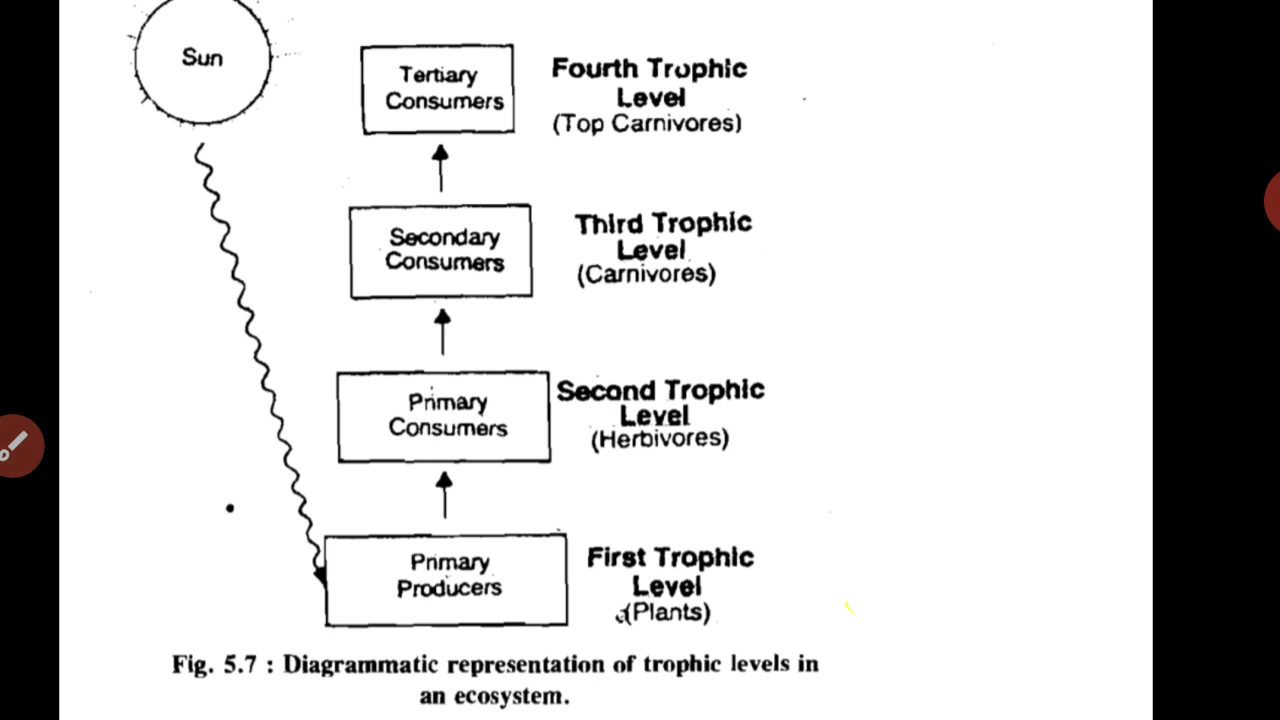 Sun
Tertiary
Consumers
Fourth Trophic
Level
(Top Carnivores)
Secondary
Consumers
Third Trophic
Level
(Carnivores)
Primary
Consumers
Second Trophic
Level
(Herbivores)
Primary
Producers
First Trophic
Level
(Plants)
Fig. 5.7 : Diagrammatic representation of trophic levels in
an ecosystem.